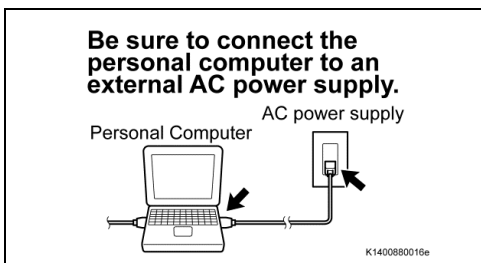 Be sure to connect the
personal computer to an
external AC power supply.
AC power supply
Personal Computer
K1400880016e